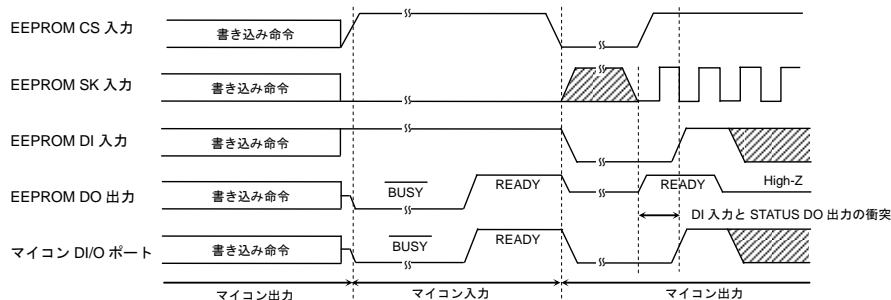 EEPROM CS 入力
書き込み命令
EEPROM SK 入力
書き込み命令
EEPROM DI 入力
書き込み命令
EEPROM DO 出力
書き込み命令
BUSY
READY
READY
High-Z
DI 入力と STATUS DO 出力の衝突
マイコン DI/O ポート
書き込み命令
BUSY
READY
マイコン出力
マイコン入力
マイコン出力